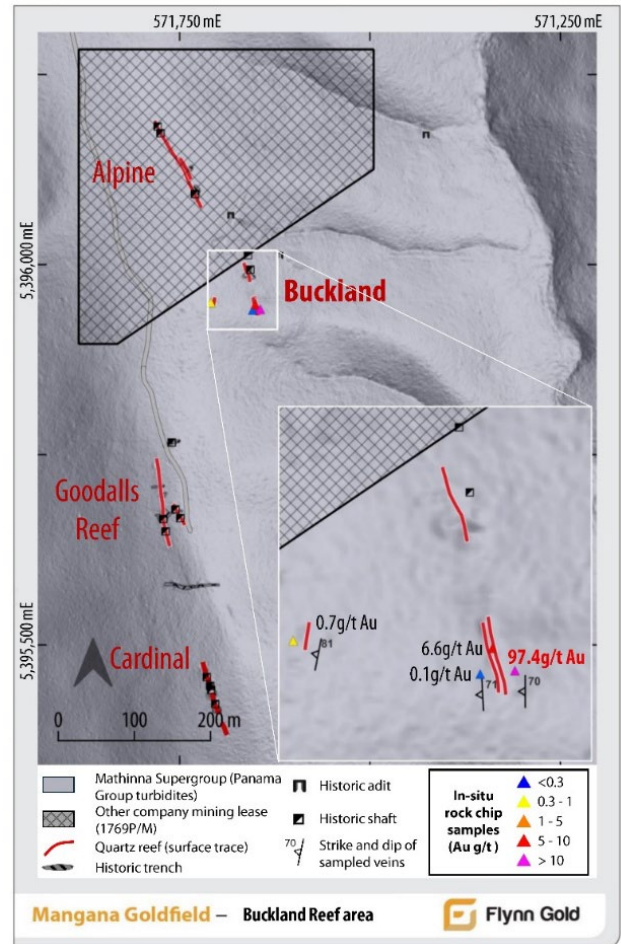 571,750 mE
571,250 mE
Alpine
5,396,000 mE
Buckland
Goodalls
Reef
0.7g/t Au
81
6.6g/t Au
97.4g/t Au
0.1g/t Au
71
70
5,395,500 mE
Cardinal
0 100 200 m
Mathinna Supergroup (Panama
Group turbidites)
Other company mining lease
(1769P/M)
Quartz reef (surface trace)
Historic trench
Historic adit
Historic shaft
70
Strike and dip of
sampled veins
In-situ
rock chip
samples
(Au g/t )
<0.3
0.3 - 1
1 - 5
5 - 10
> 10
Mangana Goldfield – Buckland Reef area
Flynn Gold